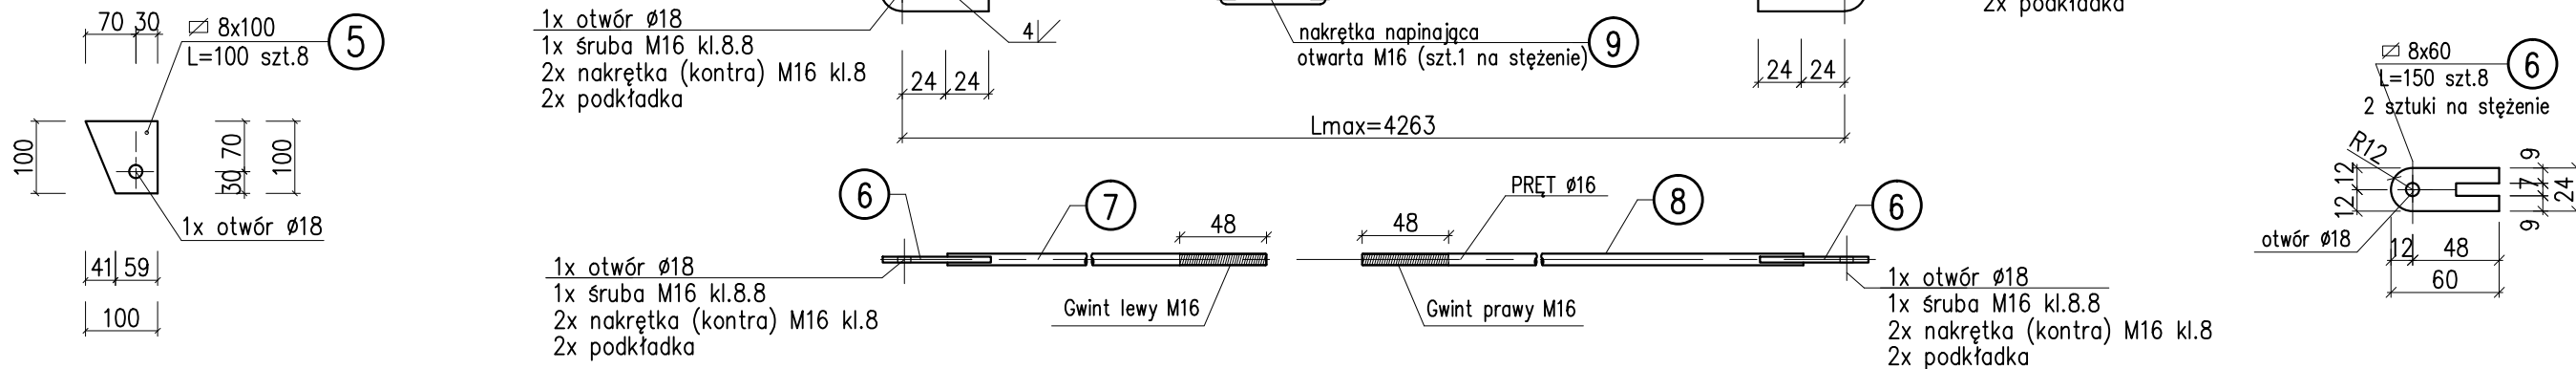 70 30
▱ 8x100
L=100 szt.8
5
100
30 70
100
1x otwór ø18
41 59
100
1x otwór ø18
1x śruba M16 kl.8.8
2x nakrętka (kontra) M16 kl.8
2x podkładka
4
24 24
nakrętka napinająca
otwarta M16 (szt.1 na stężenie)
9
24 24
2x podkładka
Lmax=4263
6
7
48
48
PRĘT ø16
8
6
1x otwór ø18
1x śruba M16 kl.8.8
2x nakrętka (kontra) M16 kl.8
2x podkładka
Gwint lewy M16
Gwint prawy M16
1x otwór ø18
1x śruba M16 kl.8.8
2x nakrętka (kontra) M16 kl.8
2x podkładka
▱ 8x60
L=150 szt.8
6
2 sztuki na stężenie
R12
12 12
9 7 9
24
otwór ø18
12 48
60